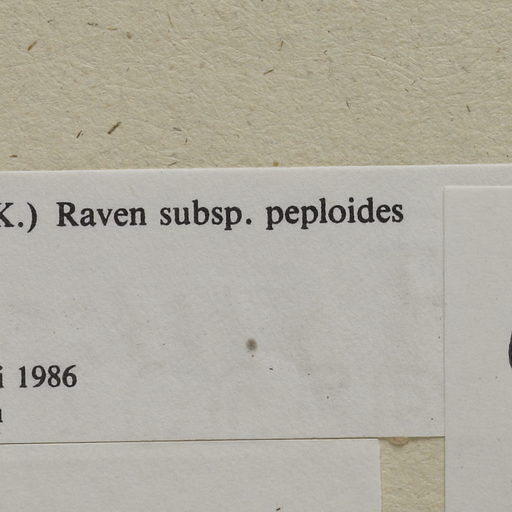 K.) Raven subsp. peploides
i 1986